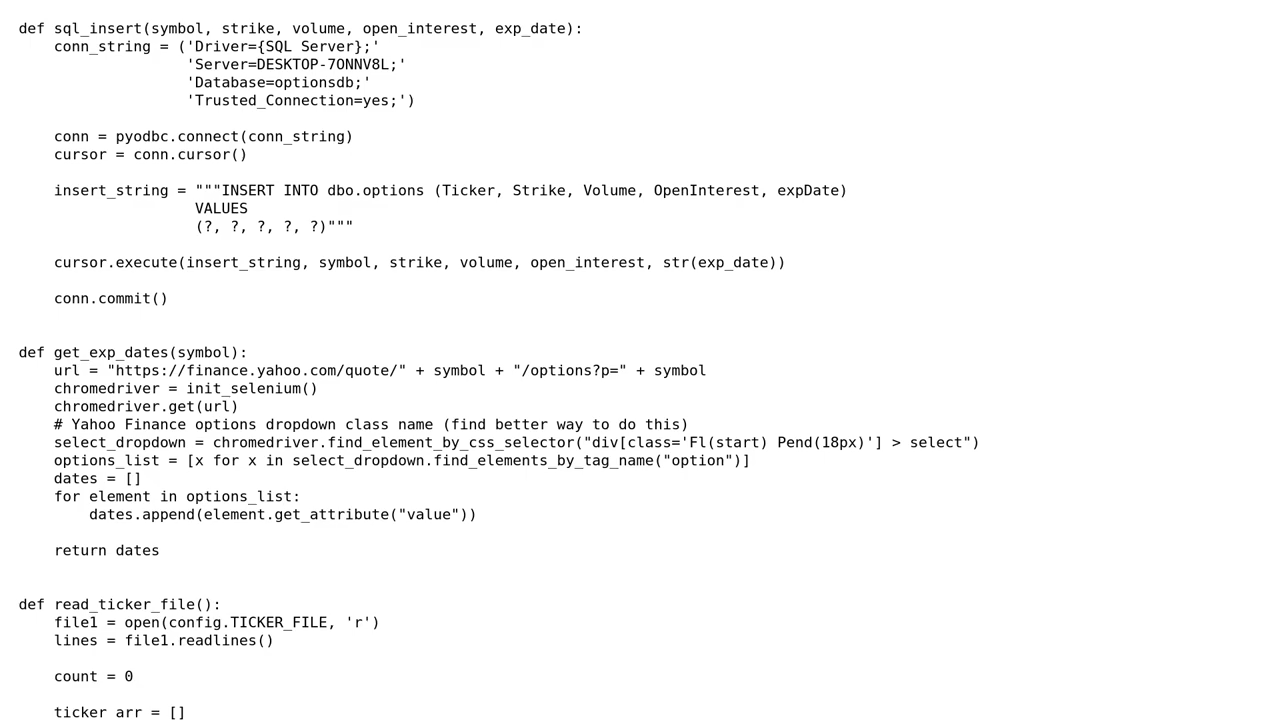 def sql_insert(symbol, strike, volume, open_interest, exp_date):
    conn_string = ('Driver={SQL Server};'
                   'Server=DESKTOP-7ONNV8L;'
                   'Database=optionsdb;'
                   'Trusted_Connection=yes;')

    conn = pyodbc.connect(conn_string)
    cursor = conn.cursor()

    insert_string = """INSERT INTO dbo.options (Ticker, Strike, Volume, OpenInterest, expDate)
                    VALUES
                    (?, ?, ?, ?, ?)"""

    cursor.execute(insert_string, symbol, strike, volume, open_interest, str(exp_date))

    conn.commit()


def get_exp_dates(symbol):
    url = "https://finance.yahoo.com/quote/" + symbol + "/options?p=" + symbol
    chromedriver = init_selenium()
    chromedriver.get(url)
    # Yahoo Finance options dropdown class name (find better way to do this)
    select_dropdown = chromedriver.find_element_by_css_selector("div[class='Fl(start) Pend(18px)'] > select")
    options_list = [x for x in select_dropdown.find_elements_by_tag_name("option")]
    dates = []
    for element in options_list:
        dates.append(element.get_attribute("value"))

    return dates


def read_ticker_file():
    file1 = open(config.TICKER_FILE, 'r')
    lines = file1.readlines()

    count = 0

    ticker_arr = []